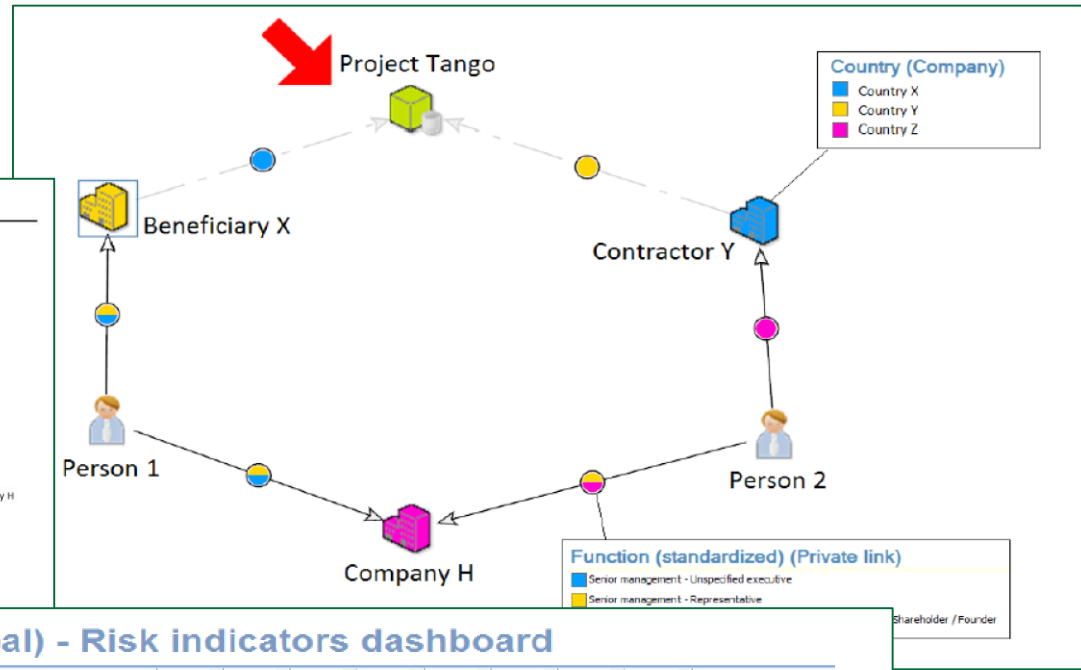 Project Tango
Country (Company)
Country X
Country Y
Country Z
Beneficiary X
Contractor Y
Person 1
Person 2
y H
Company H
Function (standardized) (Private link)
Senior management - Unspecified executive
Senior management - Representative
Shareholder / Founder
al) - Risk indicators dashboard